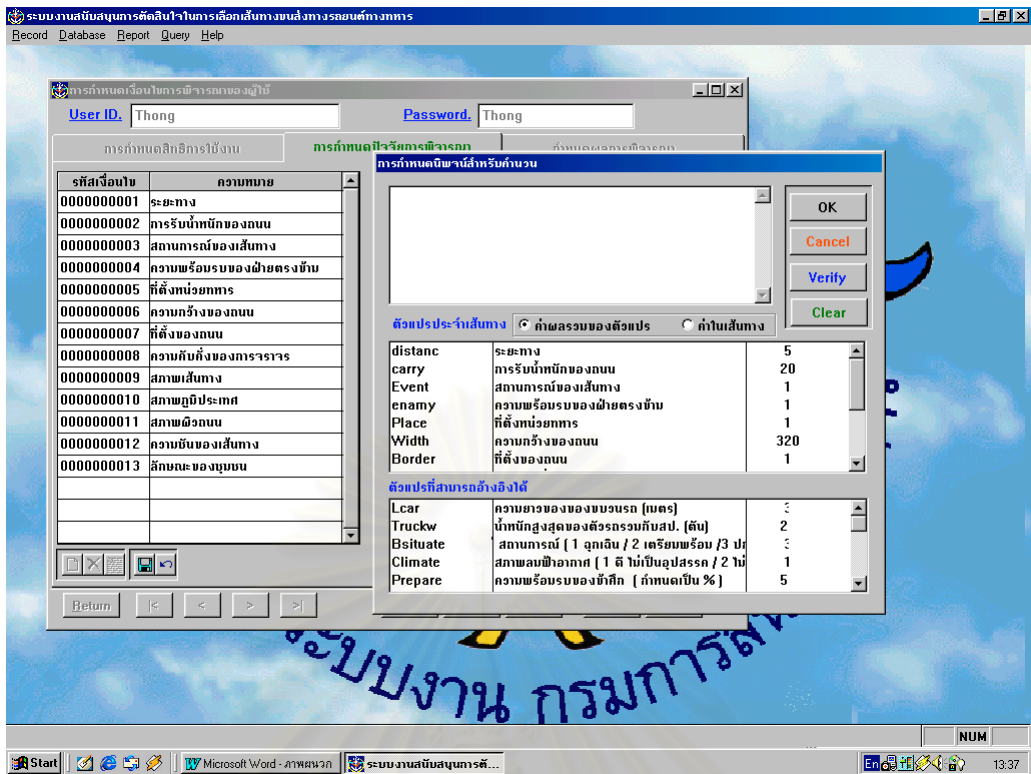 ระบบงานสนับสนุนการตัดสินใจในการเลือกเส้นทางขนส่งทางรถยนต์ทางทหาร
Record Database Report Query Help
การกำหนดเงื่อนไขการพิจารณาของผู้ใช้
User ID. Thong Password. Thong
การกำหนดสิทธิการใช้งาน การกำหนดปัจจัยการพิจารณา กำหนดผลการพิจารณา
การกำหนดนิพจน์สำหรับคำนวน
รหัสเงื่อนไข ความหมาย
0000000001 ระยะทาง
0000000002 การรับน้ำหนักของถนน
0000000003 สถานการณ์ของเส้นทาง
0000000004 ความพร้อมรบของฝ่ายตรงข้าม
0000000005 ที่ตั้งหน่วยทหาร
0000000006 ความกว้างของถนน
0000000007 ที่ตั้งของถนน
0000000008 ความคับคั่งของการจราจร
0000000009 สภาพเส้นทาง
0000000010 สภาพภูมิประเทศ
0000000011 สภาพผิวถนน
0000000012 ความชันของเส้นทาง
0000000013 ลักษณะของชุมชน
OK
Cancel
Verify
Clear
ตัวแปรประจำเส้นทาง ค่าผลรวมของตัวแปร ค่าในเส้นทาง
distanc ระยะทาง 5
carry การรับน้ำหนักของถนน 20
Event สถานการณ์ของเส้นทาง 1
enamy ความพร้อมรบของฝ่ายตรงข้าม 1
Place ที่ตั้งหน่วยทหาร 1
Width ความกว้างของถนน 320
Border ที่ตั้งของถนน 1
ตัวแปรที่สามารถอ้างอิงได้
Lcar ความยาวของของขบวนรถ (เมตร) 3
Truckw น้ำหนักสูงสุดของตัวรถรวมกับสป. (ตัน) 2
Bsituate สถานการณ์ ( 1 ฉุกเฉิน / 2 เตรียมพร้อม /3 ปก 3
Climate สภาพลมฟ้าอากาศ ( 1 ดี ไม่เป็นอุปสรรค / 2 ไม่ 1
Prepare ความพร้อมรบของข้าศึก ( กำหนดเป็น % ) 5
Return |< < > >|
ระบบงาน กรมการ
NUM
Start Microsoft Word - ภาพผนวก ระบบงานสนับสนุนการตั... En 13:37